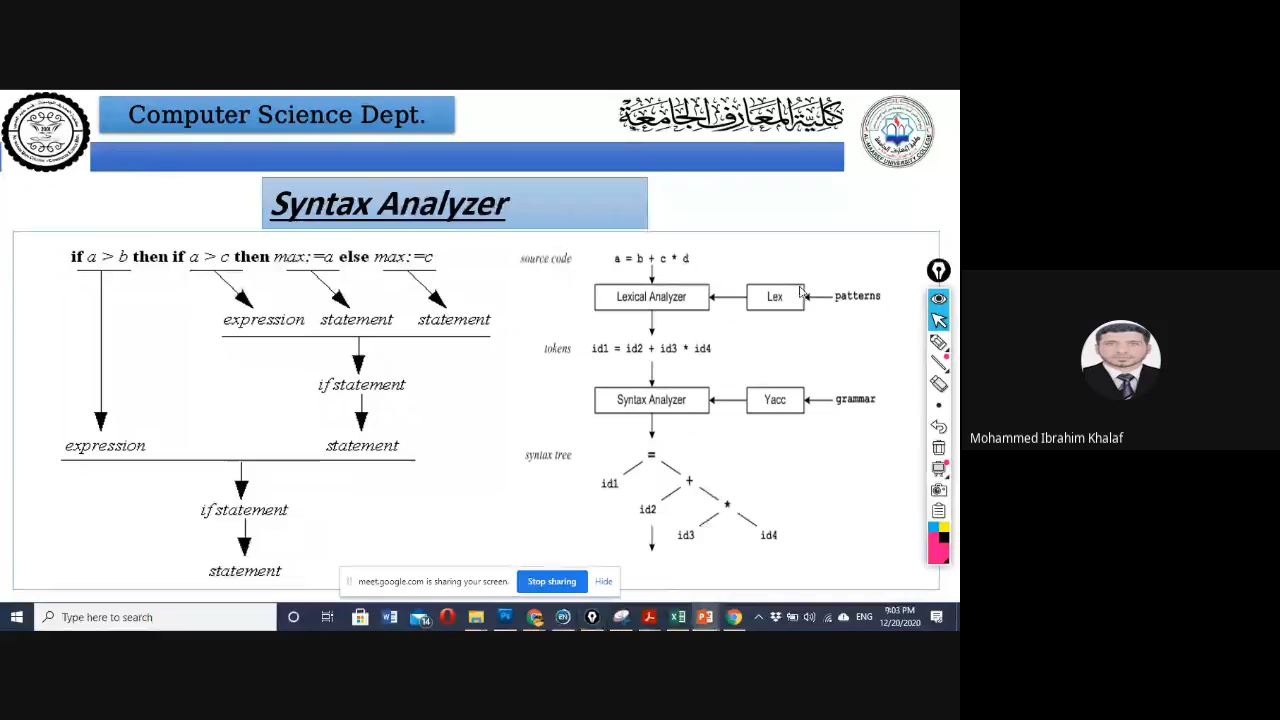 Computer Science Dept.
كلية المعارف الجامعة
Syntax Analyzer
if a > b then if a > c then max:=a else max:=c
expression statement statement
if statement
expression statement
if statement
statement
source code a = b + c * d
Lexical Analyzer Lex patterns
tokens id1 = id2 + id3 * id4
Syntax Analyzer Yacc grammar
syntax tree =
id1 +
id2 *
id3 id4
meet.google.com is sharing your screen. Stop sharing Hide
Type here to search
14
ENG
9:03 PM
12/20/2020
Mohammed Ibrahim Khalaf